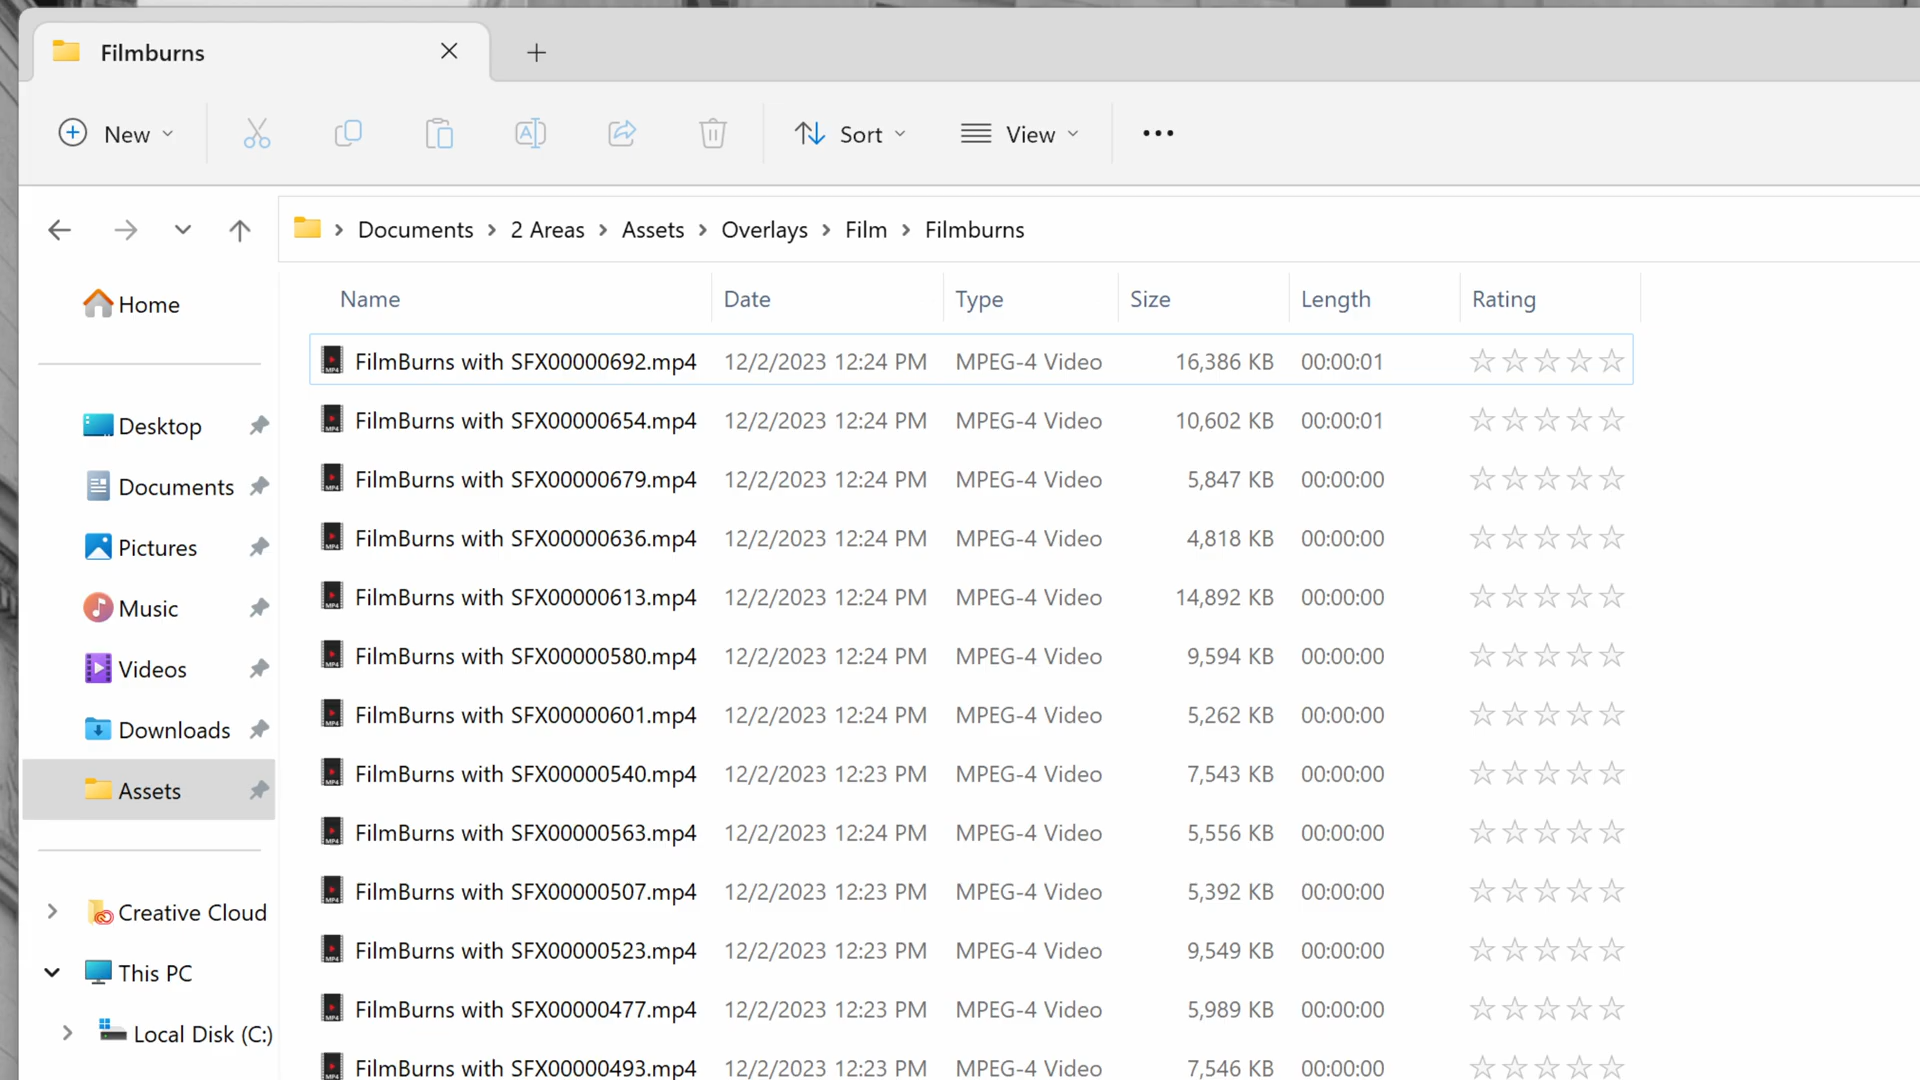 Filmburns
New
Sort
View
Documents > 2 Areas > Assets > Overlays > Film > Filmburns
Home
Desktop
Documents
Pictures
Music
Videos
Downloads
Assets
Creative Cloud
This PC
Local Disk (C:)
Name Date Type Size Length Rating
FilmBurns with SFX00000692.mp4 12/2/2023 12:24 PM MPEG-4 Video 16,386 KB 00:00:01
FilmBurns with SFX00000654.mp4 12/2/2023 12:24 PM MPEG-4 Video 10,602 KB 00:00:01
FilmBurns with SFX00000679.mp4 12/2/2023 12:24 PM MPEG-4 Video 5,847 KB 00:00:00
FilmBurns with SFX00000636.mp4 12/2/2023 12:24 PM MPEG-4 Video 4,818 KB 00:00:00
FilmBurns with SFX00000613.mp4 12/2/2023 12:24 PM MPEG-4 Video 14,892 KB 00:00:00
FilmBurns with SFX00000580.mp4 12/2/2023 12:24 PM MPEG-4 Video 9,594 KB 00:00:00
FilmBurns with SFX00000601.mp4 12/2/2023 12:24 PM MPEG-4 Video 5,262 KB 00:00:00
FilmBurns with SFX00000540.mp4 12/2/2023 12:23 PM MPEG-4 Video 7,543 KB 00:00:00
FilmBurns with SFX00000563.mp4 12/2/2023 12:24 PM MPEG-4 Video 5,556 KB 00:00:00
FilmBurns with SFX00000507.mp4 12/2/2023 12:23 PM MPEG-4 Video 5,392 KB 00:00:00
FilmBurns with SFX00000523.mp4 12/2/2023 12:23 PM MPEG-4 Video 9,549 KB 00:00:00
FilmBurns with SFX00000477.mp4 12/2/2023 12:23 PM MPEG-4 Video 5,989 KB 00:00:00
FilmBurns with SFX00000493.mp4 12/2/2023 12:23 PM MPEG-4 Video 7,546 KB 00:00:00